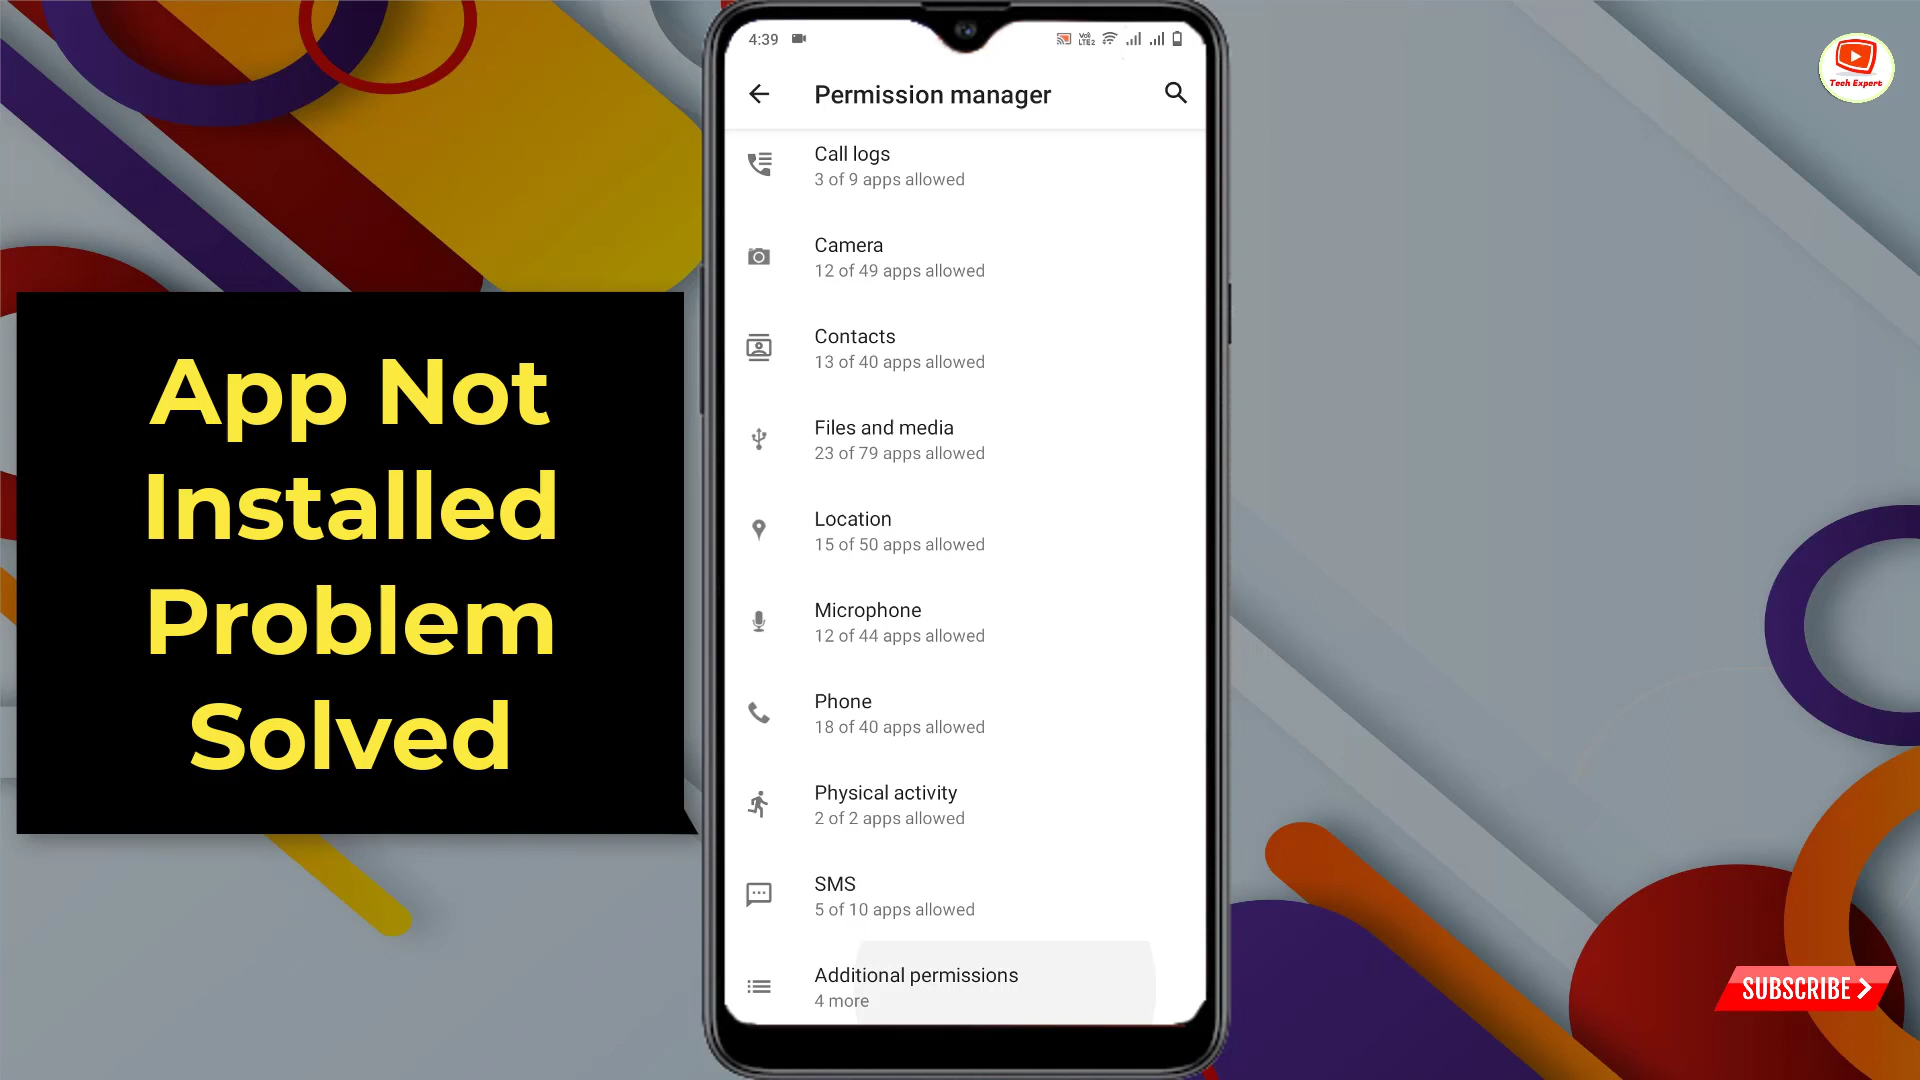 App Not
Installed
Problem
Solved
4:39
Vo)) LTE2
Permission manager
Call logs
3 of 9 apps allowed
Camera
12 of 49 apps allowed
Contacts
13 of 40 apps allowed
Files and media
23 of 79 apps allowed
Location
15 of 50 apps allowed
Microphone
12 of 44 apps allowed
Phone
18 of 40 apps allowed
Physical activity
2 of 2 apps allowed
SMS
5 of 10 apps allowed
Additional permissions
4 more
Tech Expert
SUBSCRIBE